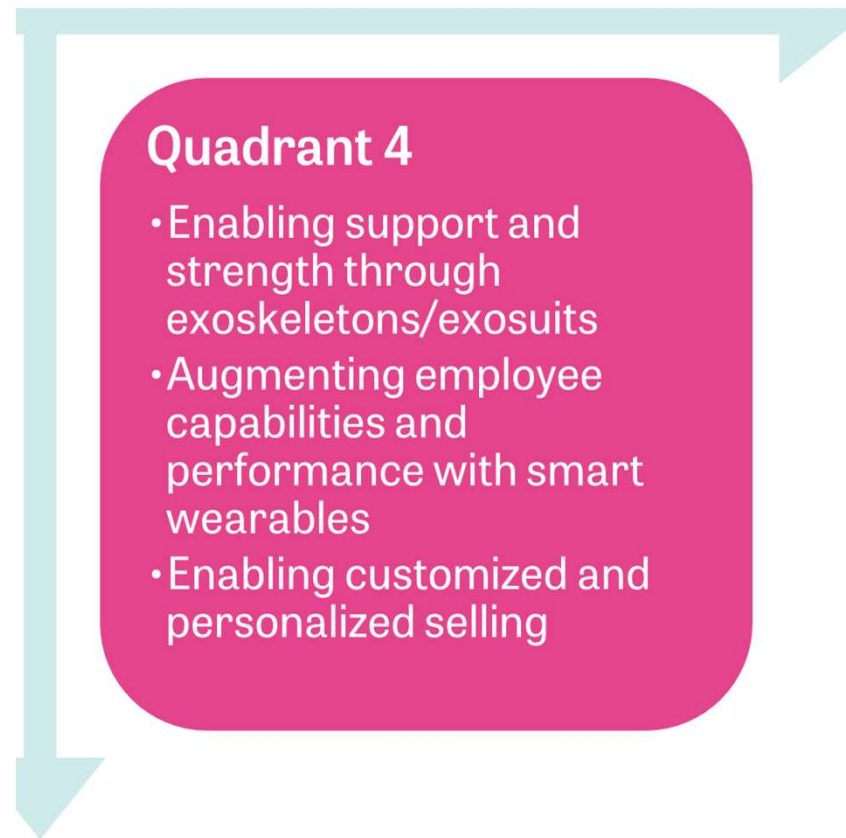 Quadrant 4
•Enabling support and
strength through
exoskeletons/exosuits
•Augmenting employee
capabilities and
performance with smart
wearables
•Enabling customized and
personalized selling